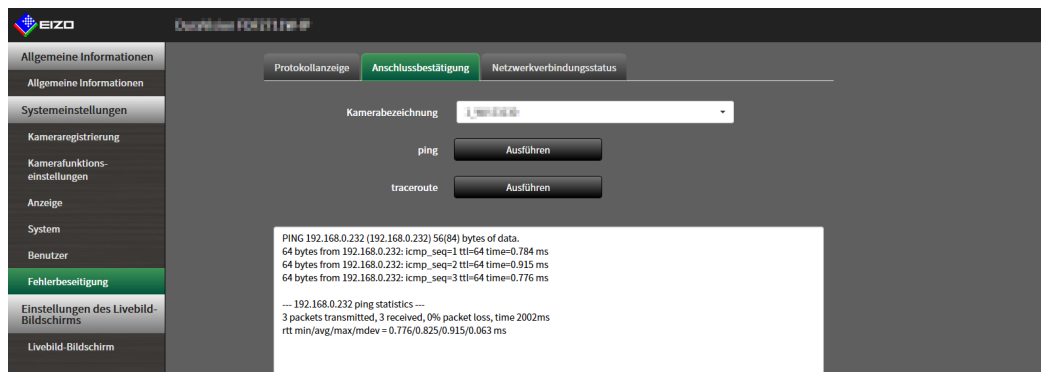 EIZO
Allgemeine Informationen
Allgemeine Informationen
Systemeinstellungen
Kameraregistrierung
Kamerafunktions-
einstellungen
Anzeige
System
Benutzer
Fehlerbeseitigung
Einstellungen des Livebild-
Bildschirms
Livebild-Bildschirm
Protokollanzeige Anschlussbestätigung Netzwerkverbindungsstatus
Kamerabezeichnung
ping Ausführen
traceroute Ausführen
PING 192.168.0.232 (192.168.0.232) 56(84) bytes of data.
64 bytes from 192.168.0.232: icmp_seq=1 ttl=64 time=0.784 ms
64 bytes from 192.168.0.232: icmp_seq=2 ttl=64 time=0.915 ms
64 bytes from 192.168.0.232: icmp_seq=3 ttl=64 time=0.776 ms
--- 192.168.0.232 ping statistics ---
3 packets transmitted, 3 received, 0% packet loss, time 2002ms
rtt min/avg/max/mdev = 0.776/0.825/0.915/0.063 ms